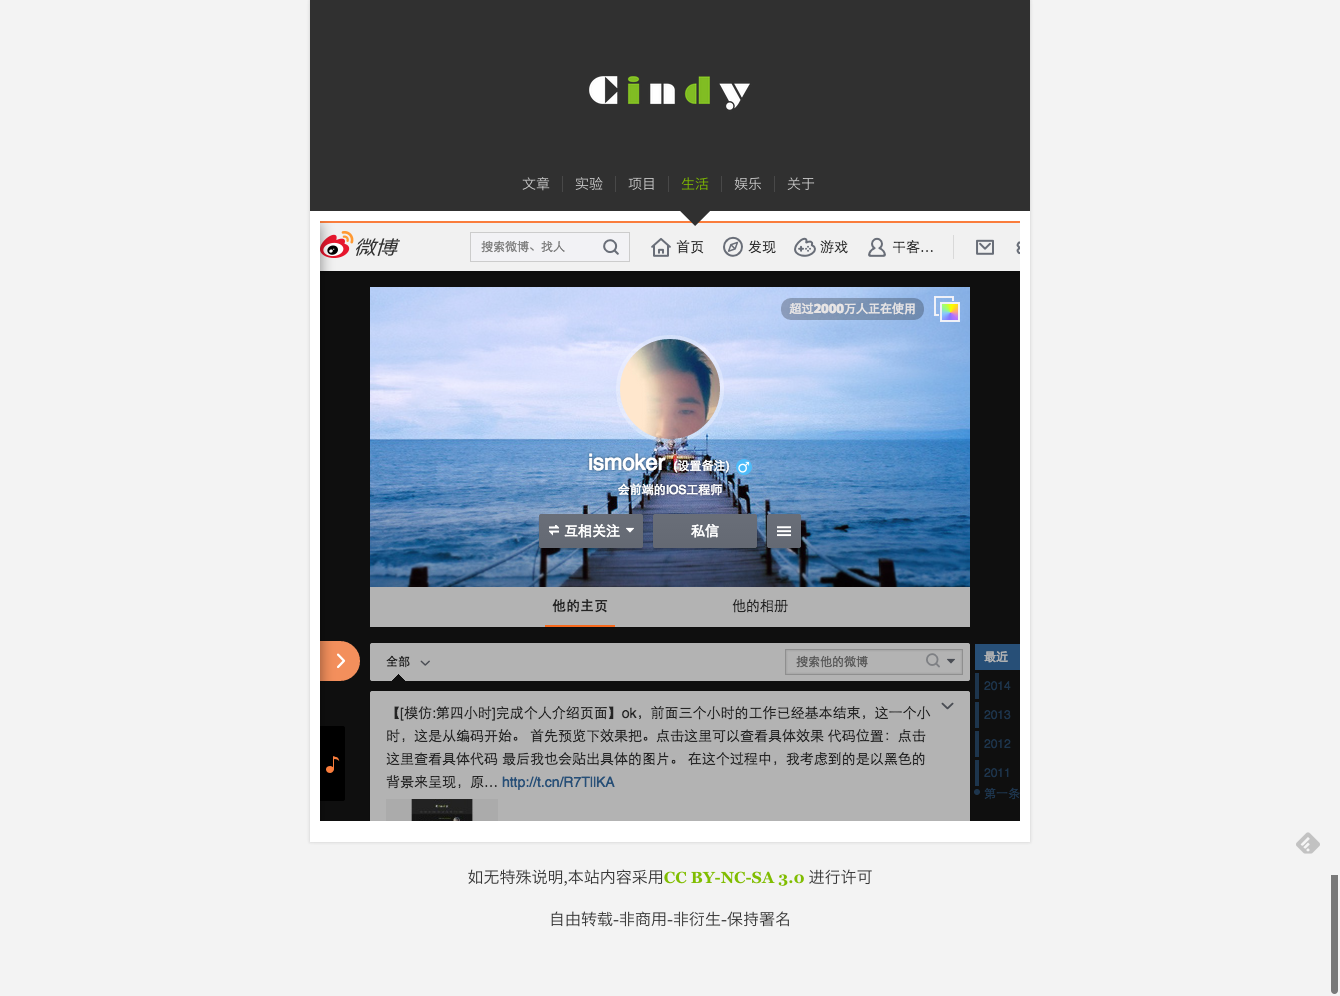 Cindy
文章 实验 项目 生活 娱乐 关于
微博 搜索微博、找人 首页 发现 游戏 干客...
超过2000万人正在使用
ismoker (设置备注)
会前端的IOS工程师
互相关注 私信
他的主页 他的相册
全部 搜索他的微博 最近
2014
2013
2012
2011
第一条
【[模仿:第四小时]完成个人介绍页面】ok，前面三个小时的工作已经基本结束，这一个小
时，这是从编码开始。 首先预览下效果把。点击这里可以查看具体效果 代码位置：点击
这里查看具体代码 最后我也会贴出具体的图片。 在这个过程中，我考虑到的是以黑色的
背景来呈现，原... http://t.cn/R7TlIKA
如无特殊说明,本站内容采用CC BY-NC-SA 3.0 进行许可
自由转载-非商用-非衍生-保持署名